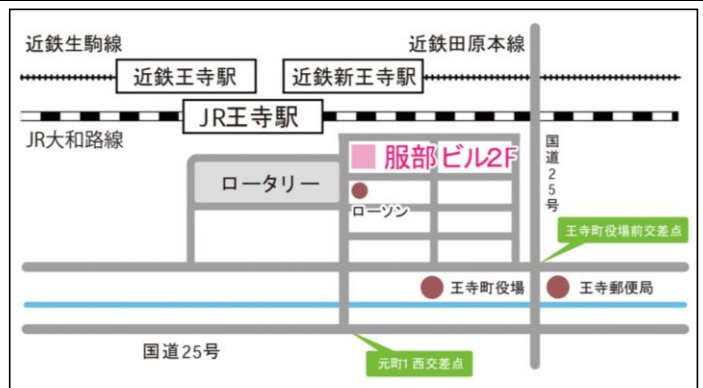 近鉄生駒線
近鉄田原本線
近鉄王寺駅
近鉄新王寺駅
JR王寺駅
JR大和路線
服部ビル2F
国道25号
ロータリー
ローソン
王寺町役場前交差点
王寺町役場
王寺郵便局
国道25号
元町1 西交差点